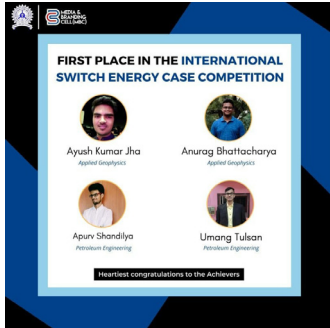 MEDIA &
BRANDING
CELL(MBC)
FIRST PLACE IN THE INTERNATIONAL
SWITCH ENERGY CASE COMPETITION
Ayush Kumar Jha
Applied Geophysics
Anurag Bhattacharya
Applied Geophysics
Apurv Shandilya
Petroleum Engineering
Umang Tulsan
Petroleum Engineering
Heartiest congratulations to the Achievers